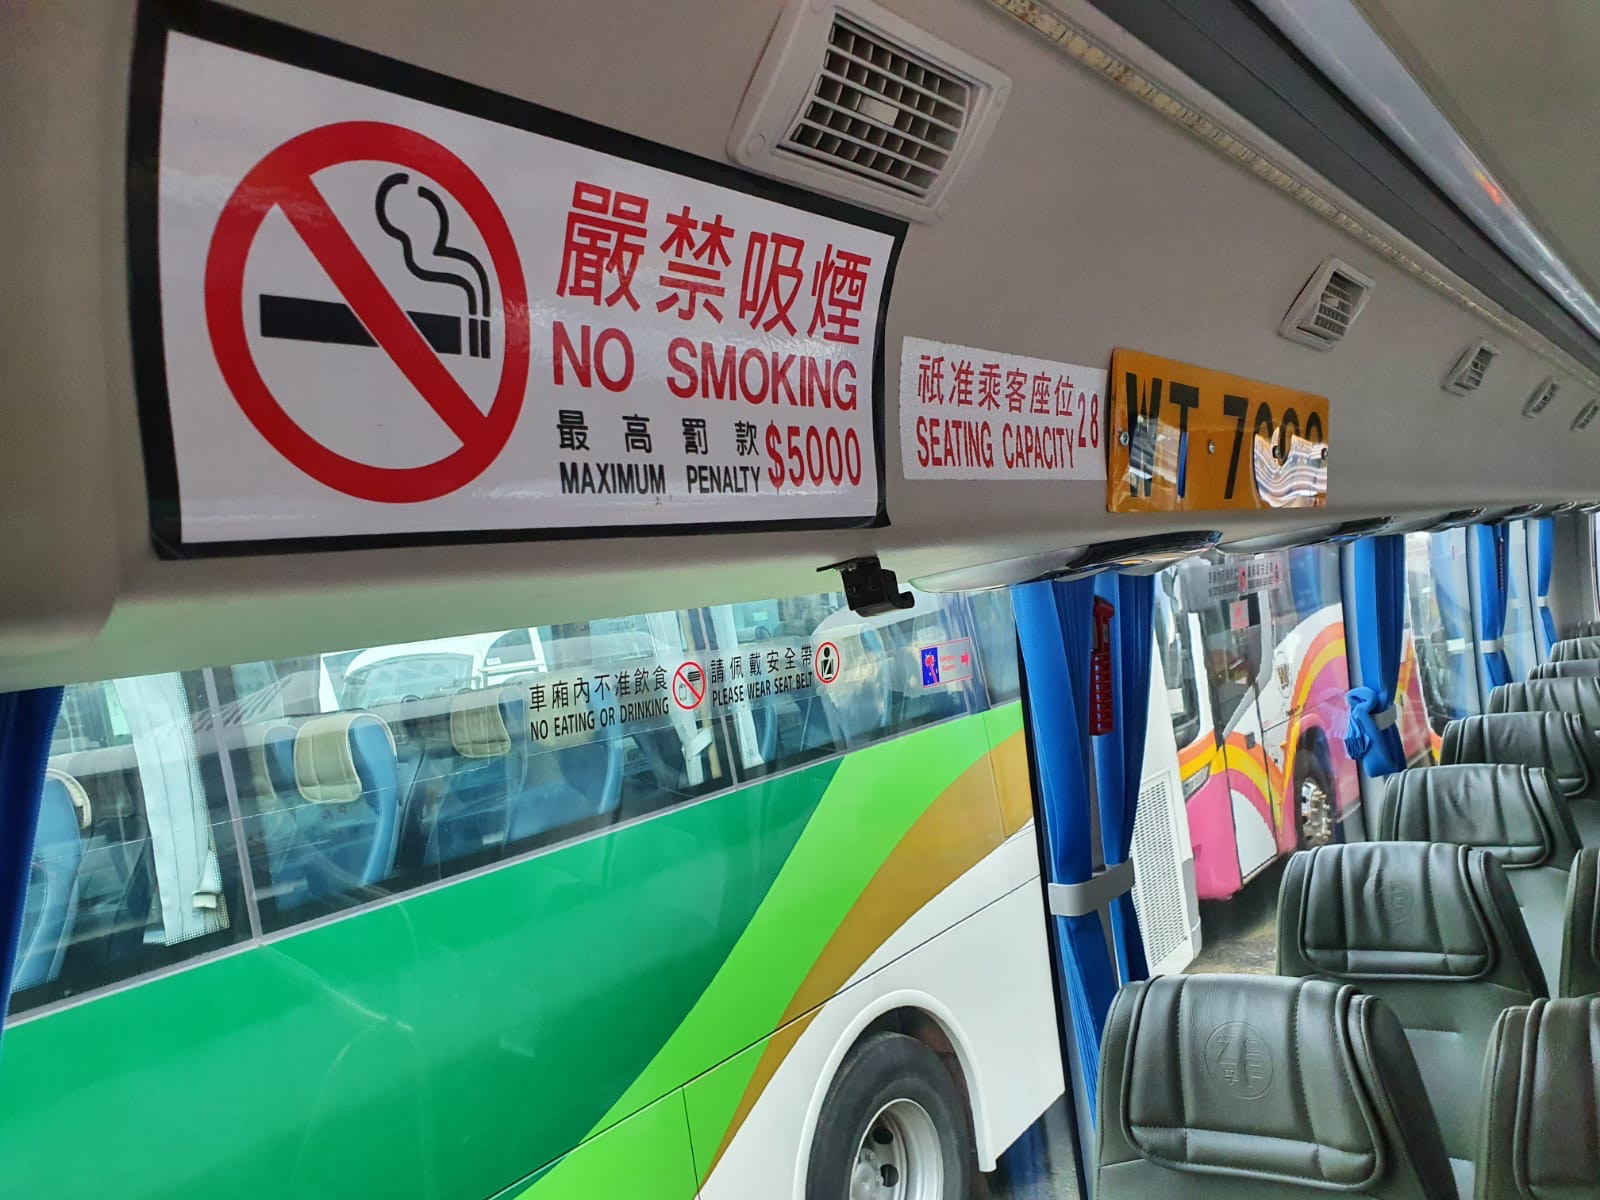 嚴禁吸煙
NO SMOKING
最高罰款 $5000
MAXIMUM PENALTY
祇准乘客座位 28
SEATING CAPACITY
WT
車廂內不准飲食
NO EATING OR DRINKING
請佩戴安全帶
PLEASE WEAR SEAT BELT